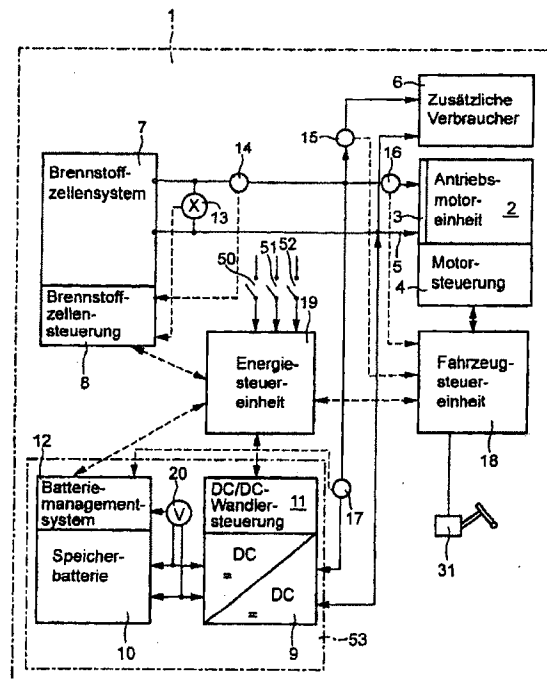 1
6
Zusätzliche
Verbraucher
7
Brennstoff-
zellensystem
14
15
16
X
13
Antriebs-
motor-
einheit
2
3
5
Motor-
steuerung
4
50
51
52
19
Brennstoff-
zellen-
steuerung
8
Energie-
steuer-
einheit
Fahrzeug-
steuer-
einheit
18
12
Batterie-
management-
system
20
V
DC/DC-
Wandler-
steuerung
11
17
31
Speicher-
batterie
DC
=
DC
=
10
9
53